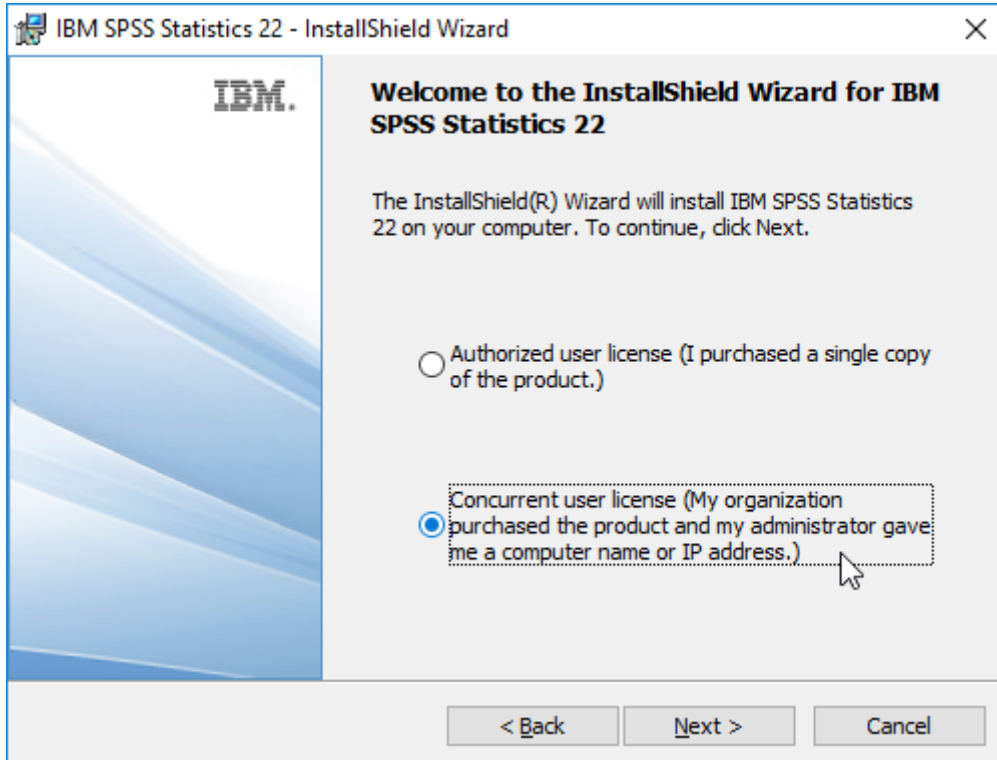 IBM SPSS Statistics 22 - InstallShield Wizard
IBM.
Welcome to the InstallShield Wizard for IBM
SPSS Statistics 22
The InstallShield(R) Wizard will install IBM SPSS Statistics
22 on your computer. To continue, click Next.
Authorized user license (I purchased a single copy
of the product.)
Concurrent user license (My organization
purchased the product and my administrator gave
me a computer name or IP address.)
< Back
Next >
Cancel